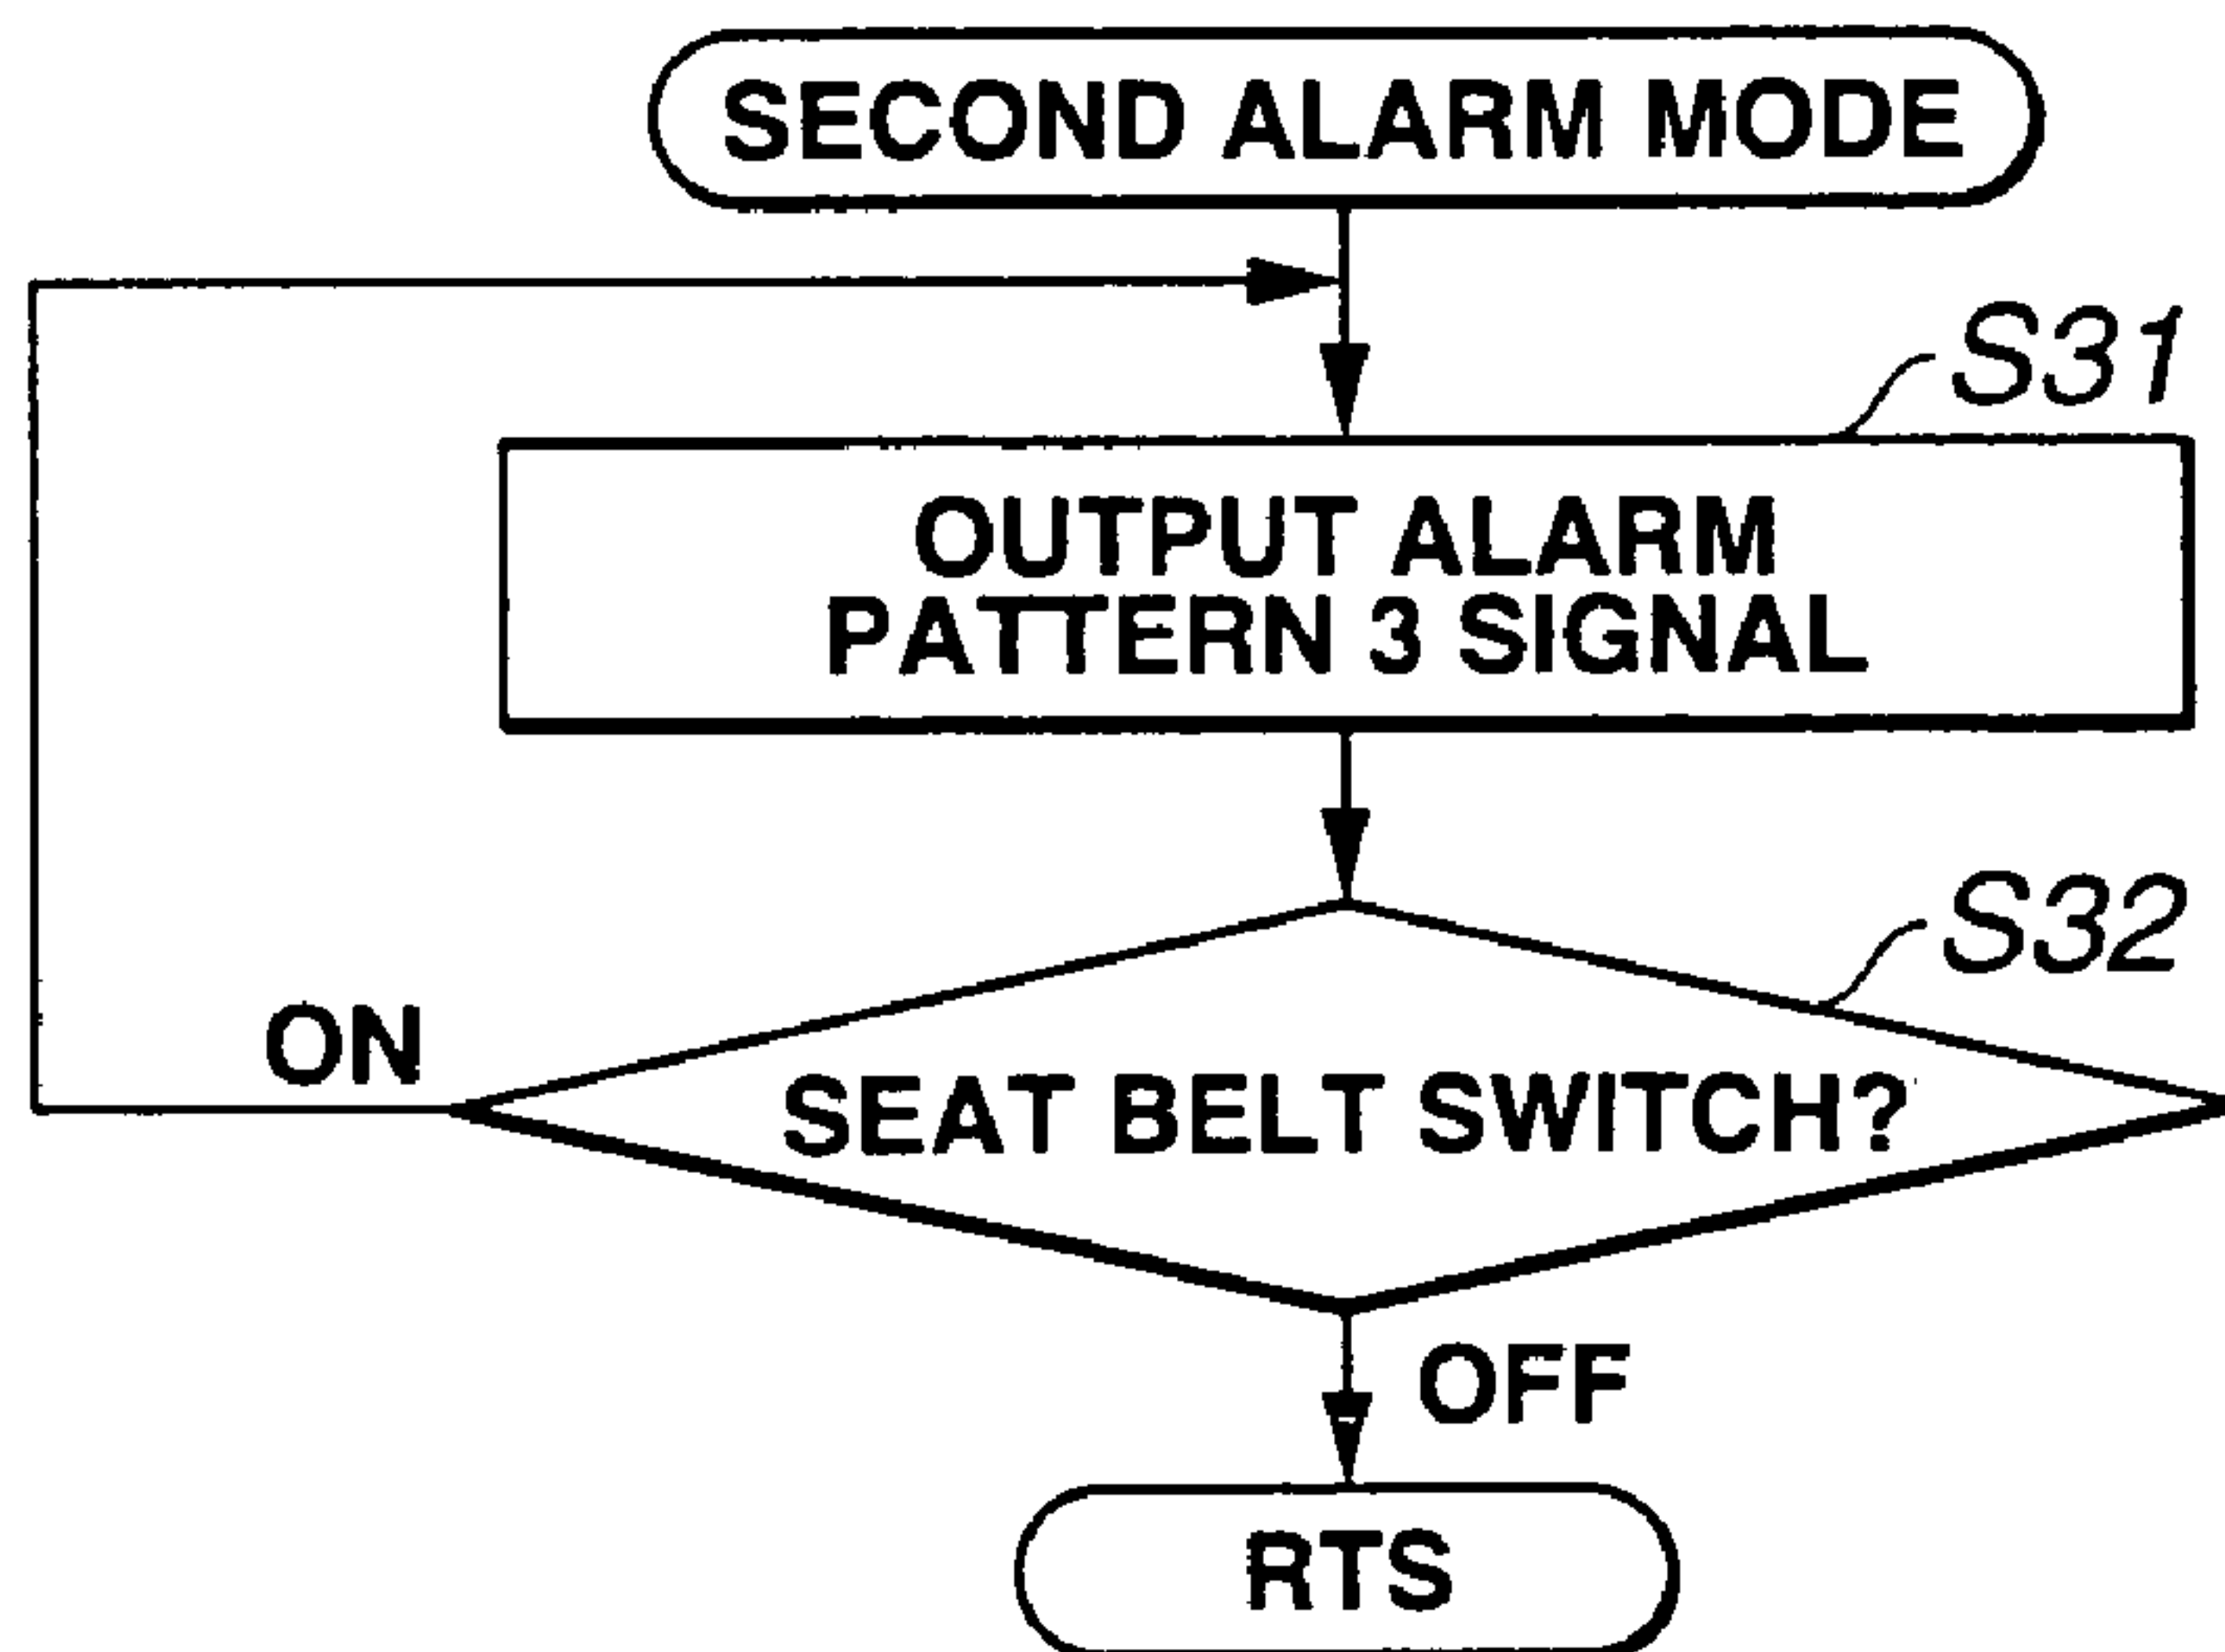 SECOND ALARM MODE
S31
OUTPUT ALARM
PATTERN 3 SIGNAL
S32
ON
SEAT BELT SWITCH?
OFF
RTS